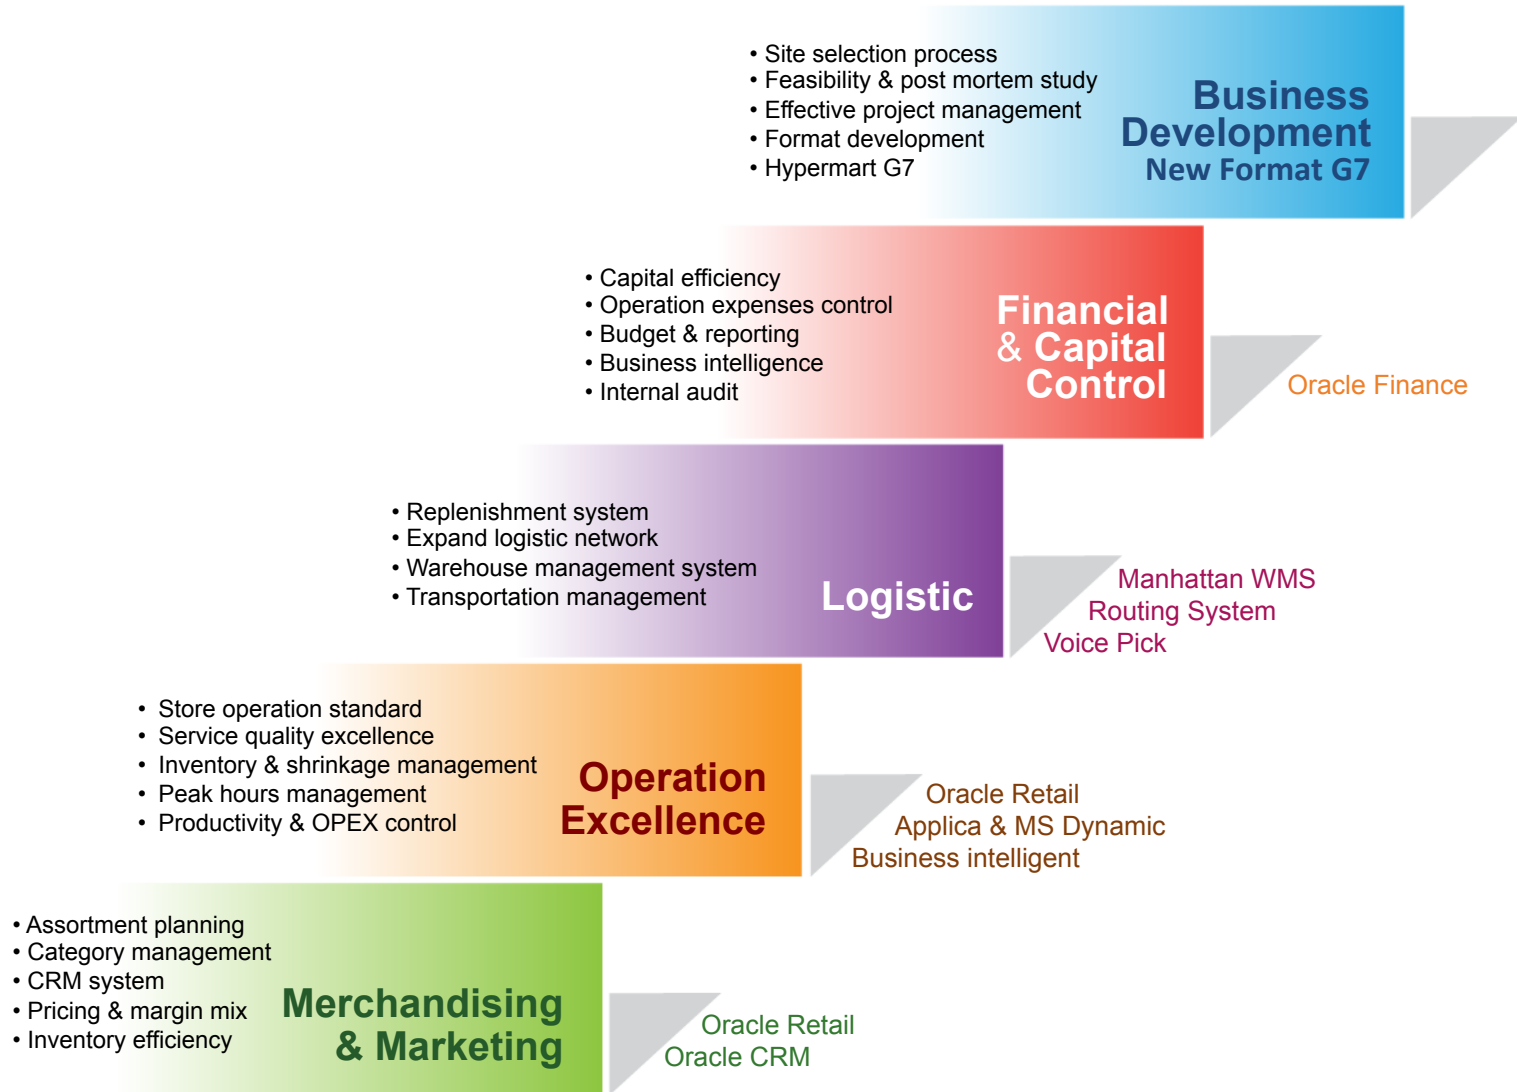 • Site selection process
• Feasibility & post mortem study
• Effective project management
• Format development
• Hypermart G7
Business
Development
New Format G7
• Capital efficiency
• Operation expenses control
• Budget & reporting
• Business intelligence
• Internal audit
Financial
& Capital
Control
Oracle Finance
• Replenishment system
• Expand logistic network
• Warehouse management system
• Transportation management
Logistic
Manhattan WMS
Routing System
Voice Pick
• Store operation standard
• Service quality excellence
• Inventory & shrinkage management
• Peak hours management
• Productivity & OPEX control
Operation
Excellence
Oracle Retail
Applica & MS Dynamic
Business intelligent
• Assortment planning
• Category management
• CRM system
• Pricing & margin mix
• Inventory efficiency
Merchandising
& Marketing
Oracle Retail
Oracle CRM